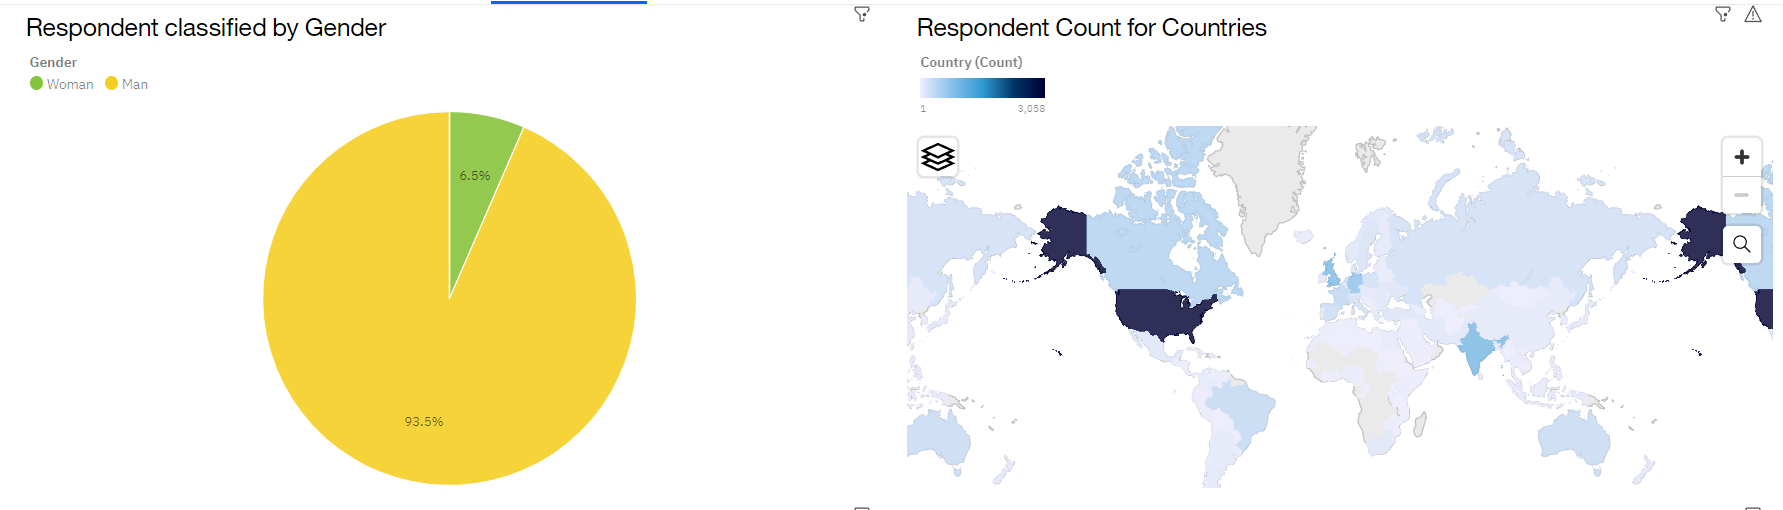 Respondent classified by Gender
Gender
Woman Man
6.5%
93.5%
Respondent Count for Countries
Country (Count)
1 3,058